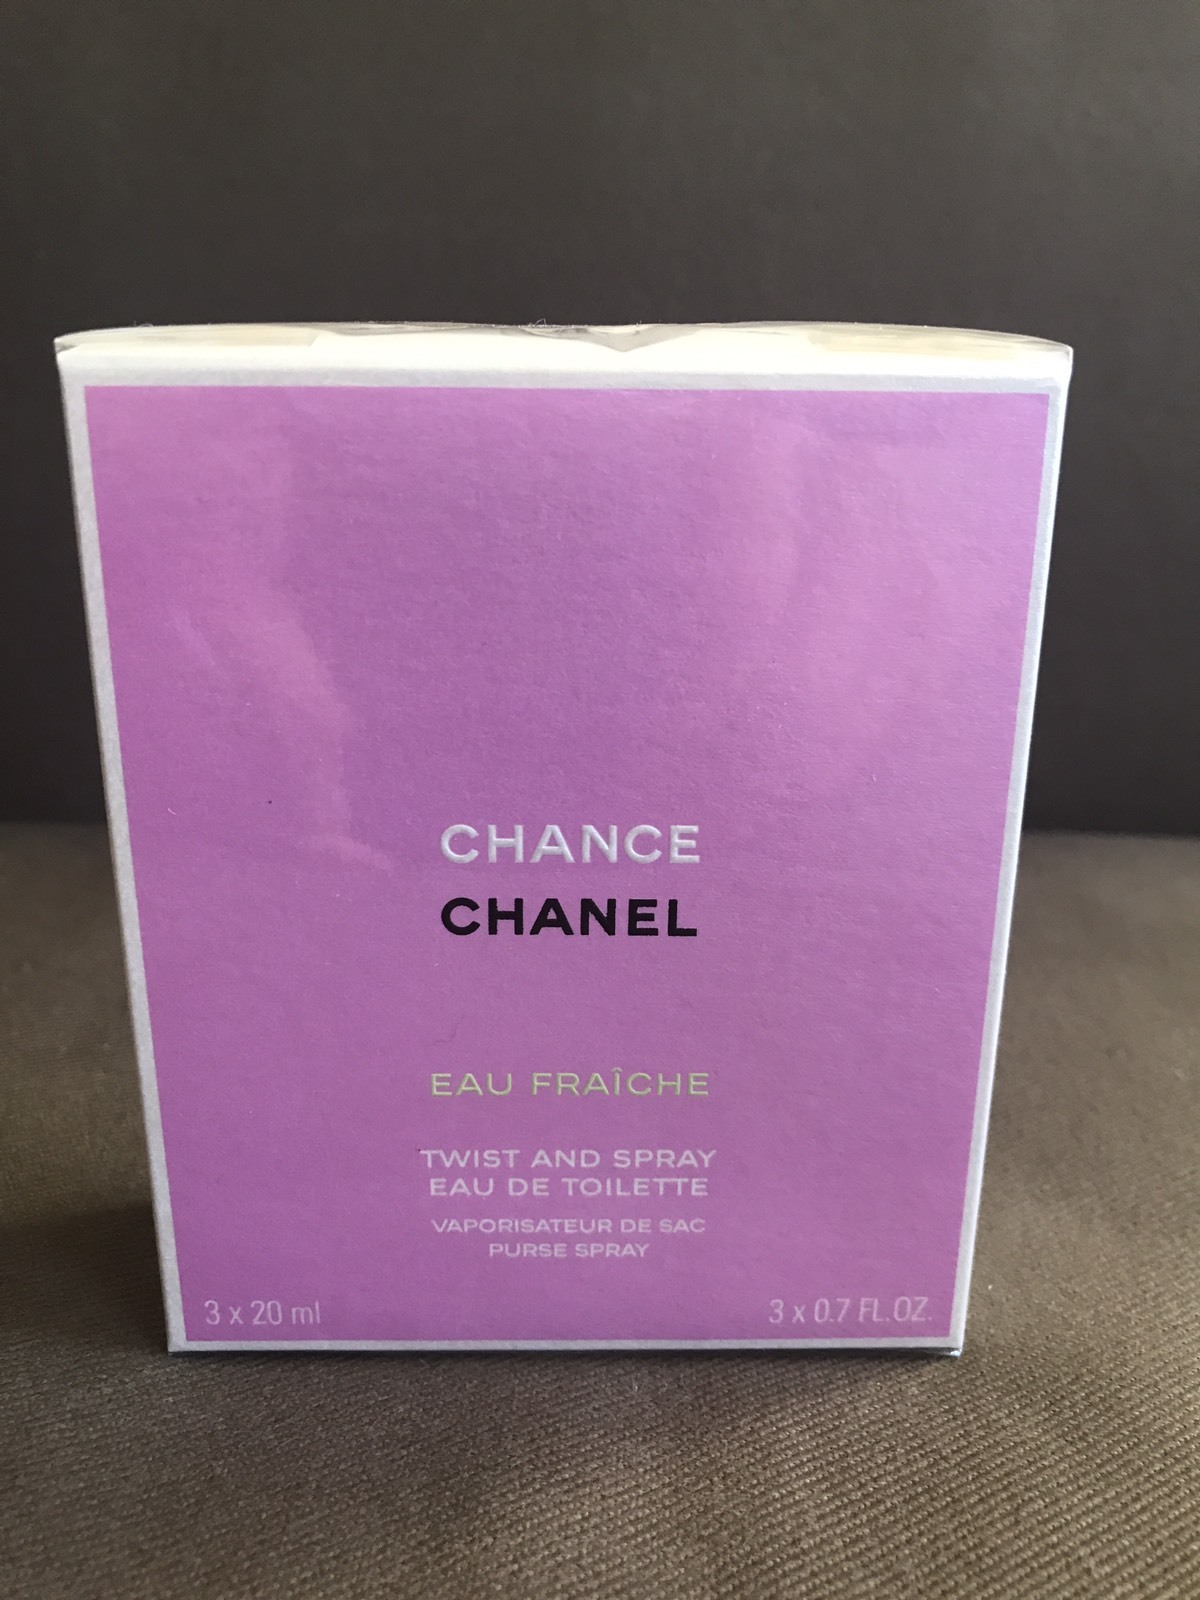 CHANCE
CHANEL
EAU FRAÎCHE
TWIST AND SPRAY
EAU DE TOILETTE
VAPORISATEUR DE SAC
PURSE SPRAY
3 x 20 ml
3 x 0.7 FL.OZ.